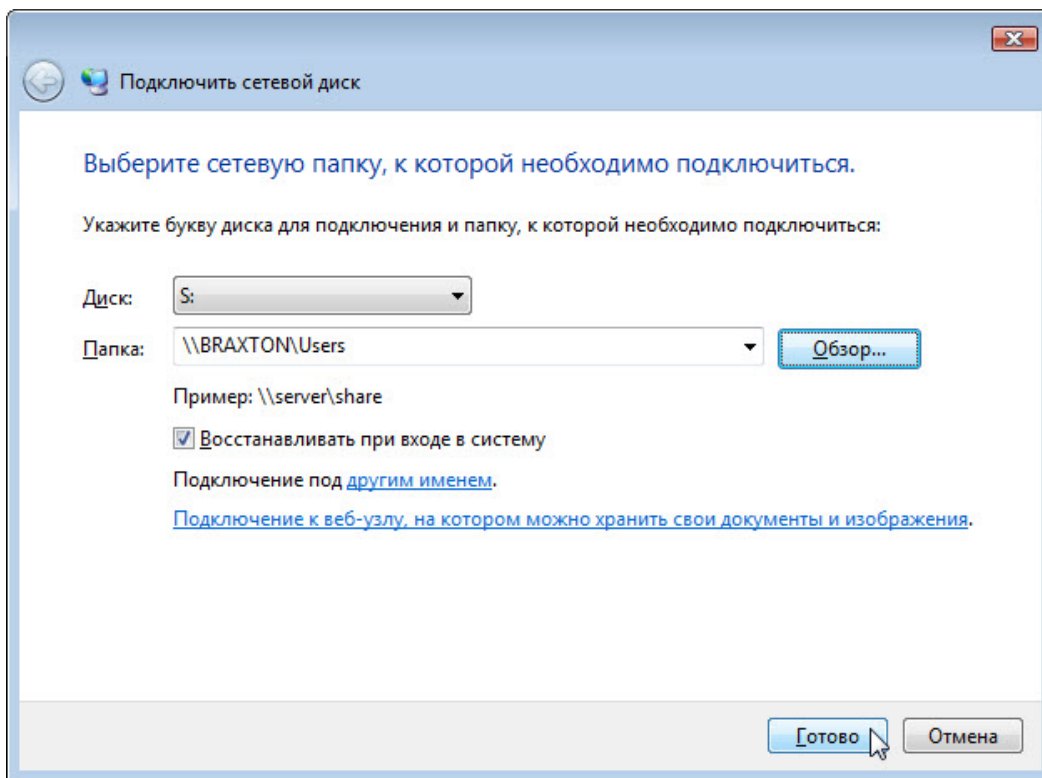 Подключить сетевой диск
Выберите сетевую папку, к которой необходимо подключиться.
Укажите букву диска для подключения и папку, к которой необходимо подключиться:
Диск: S:
Папка: \\BRAXTON\Users Обзор...
Пример: \\server\share
Восстанавливать при входе в систему
Подключение под другим именем.
Подключение к веб-узлу, на котором можно хранить свои документы и изображения.
Готово Отмена